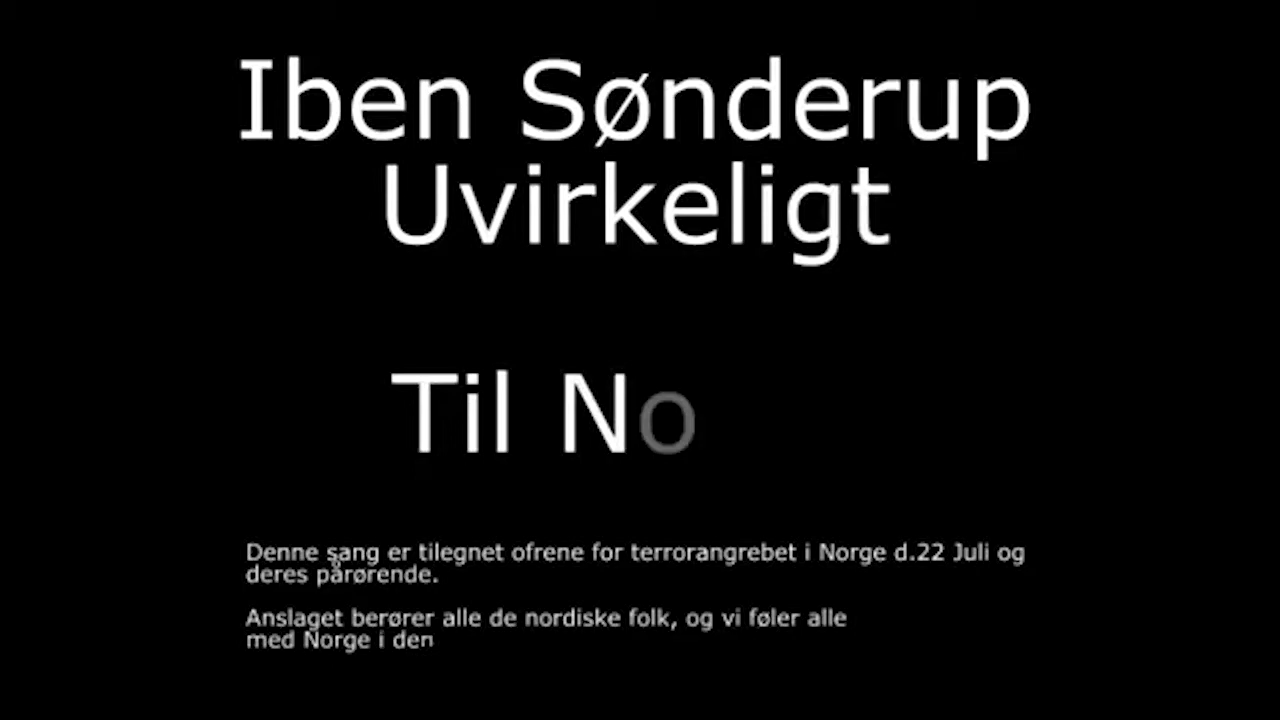 Iben Sønderup
Uvirkeligt
Til No
Denne sang er tilegnet ofrene for terrorangrebet i Norge d.22 Juli og
deres pårørende.
Anslaget berører alle de nordiske folk, og vi føler alle
med Norge i den